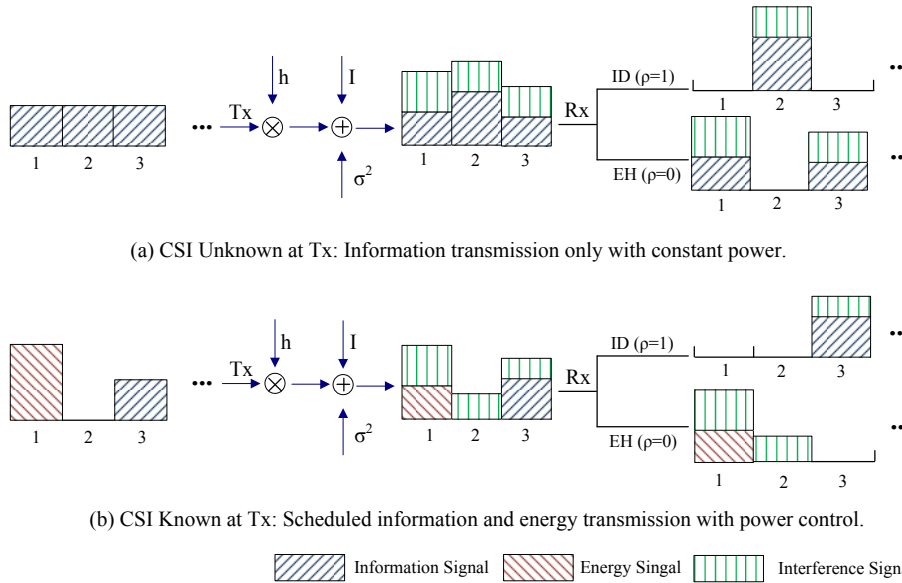 h I
ID (ρ=1)
Tx Rx
1 2 3
1 2 3 1 2 3
σ²
EH (ρ=0)
1 2 3
(a) CSI Unknown at Tx: Information transmission only with constant power.
h I
ID (ρ=1)
Tx Rx
1 2 3
1 2 3 1 2 3
σ²
EH (ρ=0)
1 2 3
(b) CSI Known at Tx: Scheduled information and energy transmission with power control.
Information Signal Energy Singal Interference Sign